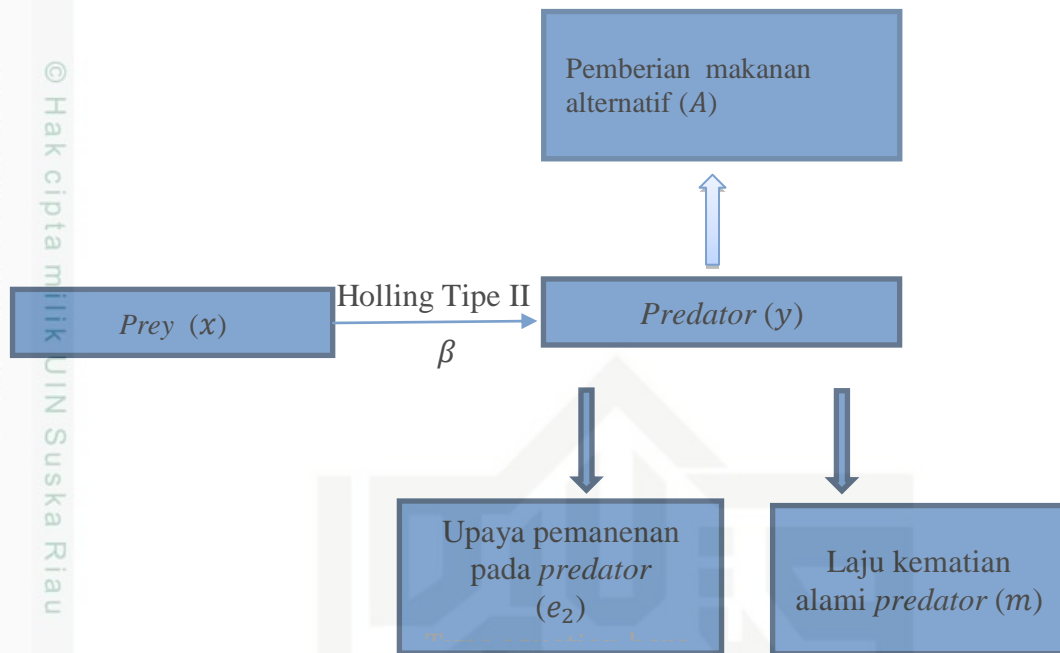 © Hak cipta milik UIN Suska Riau
Pemberian makanan
alternatif (A)
Holling Tipe II
Prey (x)
β
Predator (y)
Upaya pemanenan
pada predator
(e₂)
Laju kematian
alami predator (m)